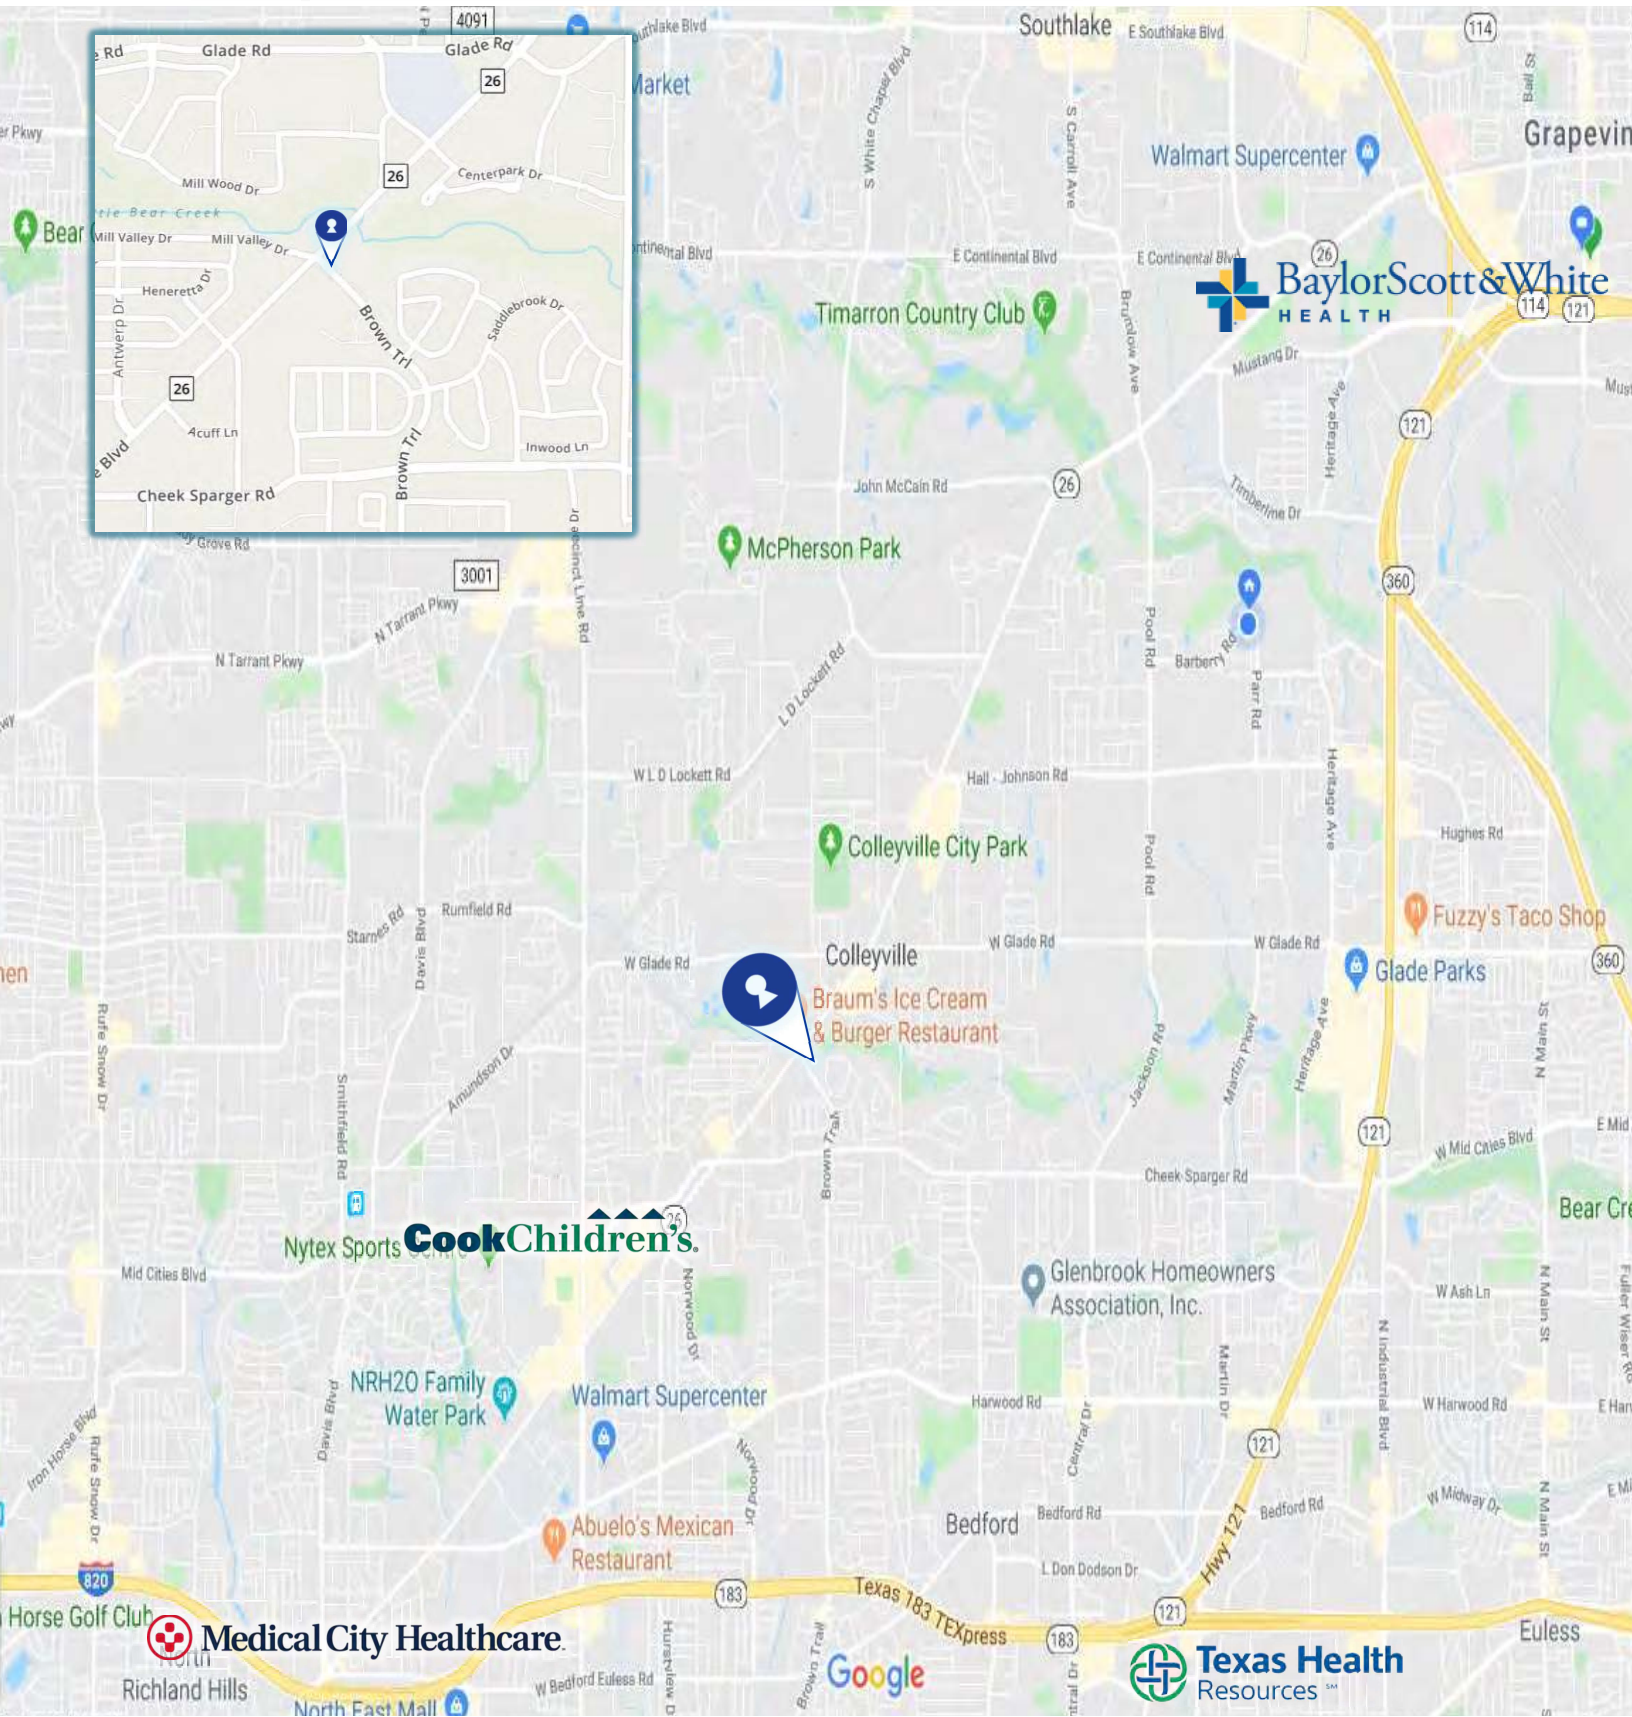 4091
Southlake
E Southlake Blvd
114
Ball St
Glade Rd
Glade Rd
26
Market
S White Chapel Blvd
S Carroll Ave
Walmart Supercenter
Mill Wood Dr
26
Centerpark Dr
Mill Valley Dr
Mill Valley Dr
Bear
E Continental Blvd
E Continental Blvd
26
BaylorScott&White
HEALTH
114
121
Heneretta Dr
Antwerp Dr
Brown Trl
Saddlebrook Dr
Timarron Country Club
Brumlow Ave
Mustang Dr
Heritage Ave
26
Acuff Ln
Brown Trl
Inwood Ln
Cheek Sparger Rd
121
John McCain Rd
26
Timberline Dr
McPherson Park
3001
N Tarrant Pkwy
N Tarrant Pkwy
360
Pool Rd
Barberry Rd
Parr Rd
L D Lockett Rd
W L D Lockett Rd
Hall - Johnson Rd
Heritage Ave
Hughes Rd
Colleyville City Park
Pool Rd
Starnes Rd
Davis Blvd
Rumfield Rd
Fuzzy's Taco Shop
W Glade Rd
Colleyville
W Glade Rd
W Glade Rd
Glade Parks
360
Braum's Ice Cream
& Burger Restaurant
Rufe Snow Dr
Smithfield Rd
Amundson Dr
Jackson Rd
Martin Pkwy
Heritage Ave
N Main St
121
W Mid Cities Blvd
E Mid
Brown Trail
Cheek Sparger Rd
Nytex Sports
CookChildren's.
26
Mid Cities Blvd
Norwood Dr
Glenbrook Homeowners
Association, Inc.
W Ash Ln
N Main St
Fuller Wiser Rd
NRH2O Family
Water Park
Walmart Supercenter
Davis Blvd
Iron Horse Blvd
Rufe Snow Dr
Harwood Rd
Central Dr
Martin Dr
N Industrial Blvd
W Harwood Rd
121
Norwood Dr
Abuelo's Mexican
Restaurant
Bedford
Bedford Rd
Bedford Rd
W Midway Dr
N Main St
Hwy 121
L Don Dodson Dr
820
183
Texas 183 TEXpress
183
121
Euless
Horse Golf Club
Medical City Healthcare
North
Richland Hills
North East Mall
W Bedford Euless Rd
Brown Trail
Google
Texas Health
Resources SM